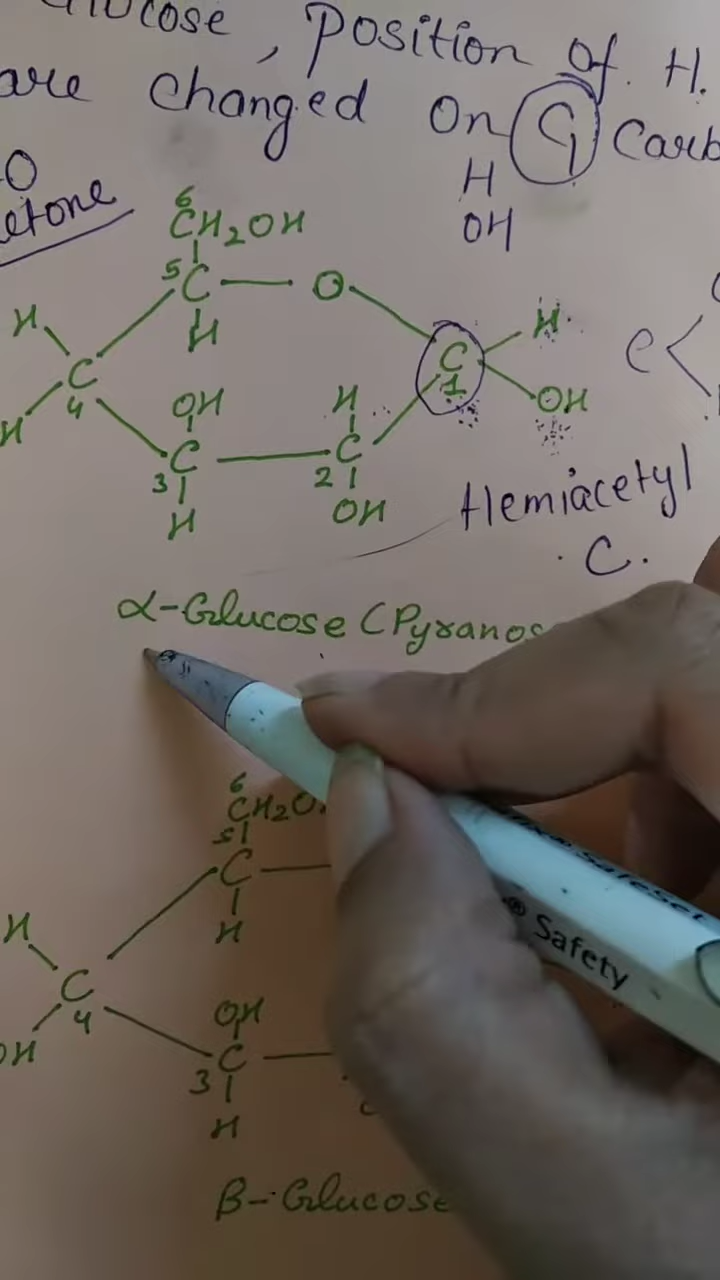 Glucose, Position of H.
are changed On C1 Carb
H
OH
O
etone
6
CH2OH
5 C — O
H
H
C
4
H
OH
C
3
H
H
C
2
OH
C
1
H
OH
Hemiacetyl
C.
α-Glucose (Pyranos
6
CH2O
5
C
H
H
C
4
OH
OH
C
3
H
® Safety
β-Glucose